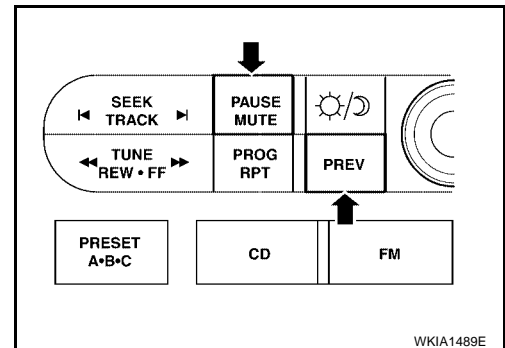 SEEK
TRACK
PAUSE
MUTE
TUNE
REW • FF
PROG
RPT
PREV
PRESET
A•B•C
CD
FM
WKIA1489E